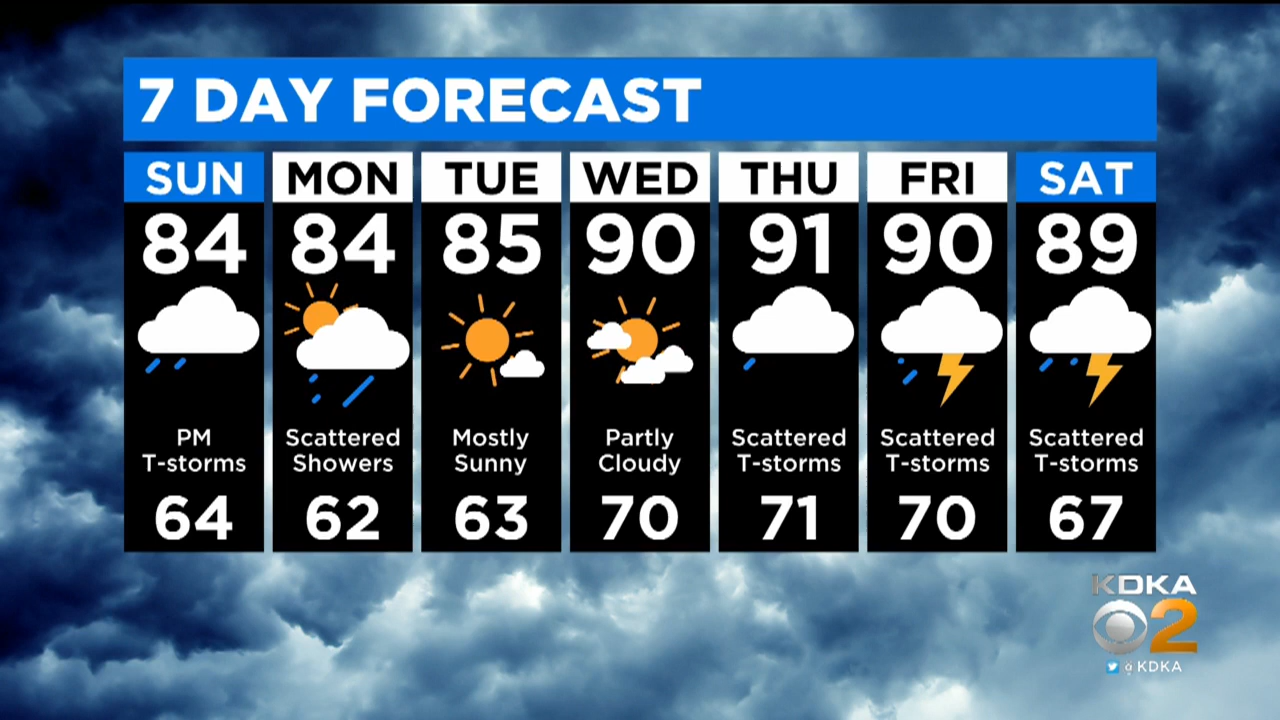 7 DAY FORECAST
SUN MON TUE WED THU FRI SAT
84 84 85 90 91 90 89
PM Scattered Mostly Partly Scattered Scattered Scattered
T-storms Showers Sunny Cloudy T-storms T-storms T-storms
64 62 63 70 71 70 67
KDKA
2
@KDKA